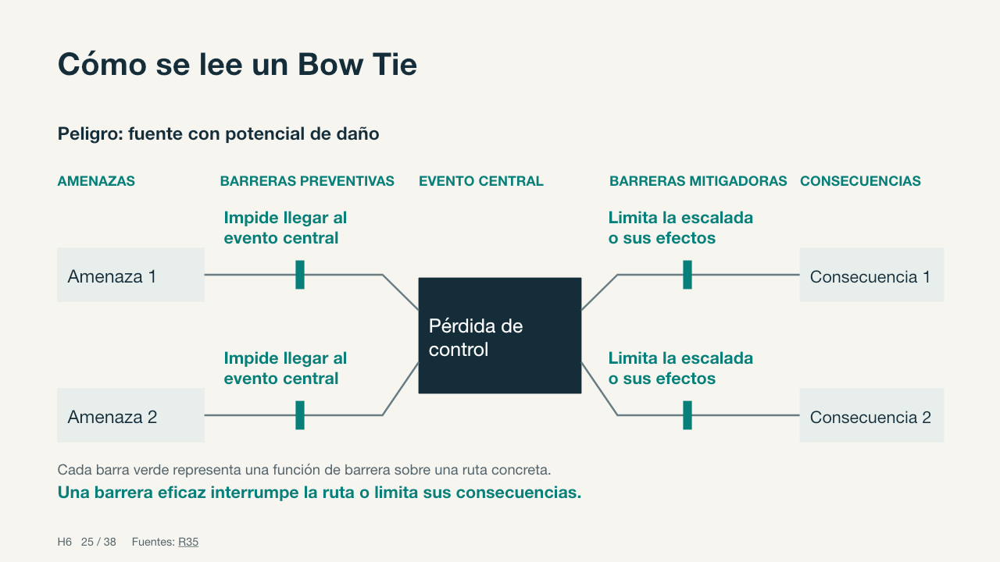 Cómo se lee un Bow Tie
Peligro: fuente con potencial de daño
AMENAZAS
BARRERAS PREVENTIVAS
EVENTO CENTRAL
BARRERAS MITIGADORAS
CONSECUENCIAS
Impide llegar al
evento central
Limita la escalada
o sus efectos
Amenaza 1
Consecuencia 1
Pérdida de
control
Impide llegar al
evento central
Limita la escalada
o sus efectos
Amenaza 2
Consecuencia 2
Cada barra verde representa una función de barrera sobre una ruta concreta.
Una barrera eficaz interrumpe la ruta o limita sus consecuencias.
H6 25 / 38 Fuentes: R35